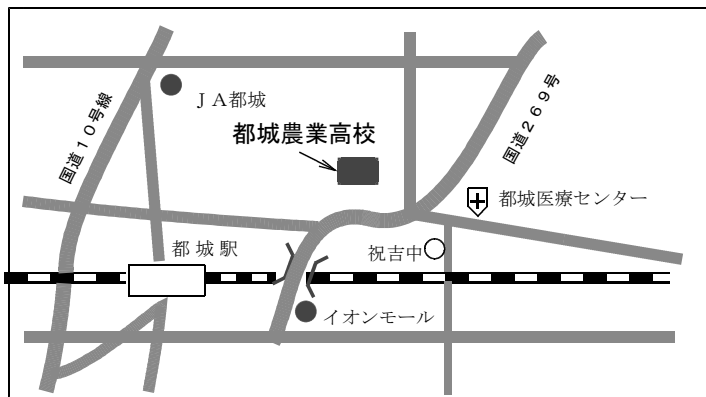 国道１０号線
ＪＡ都城
都城農業高校
国道２６９号
都城医療センター
都城駅
祝吉中
イオンモール